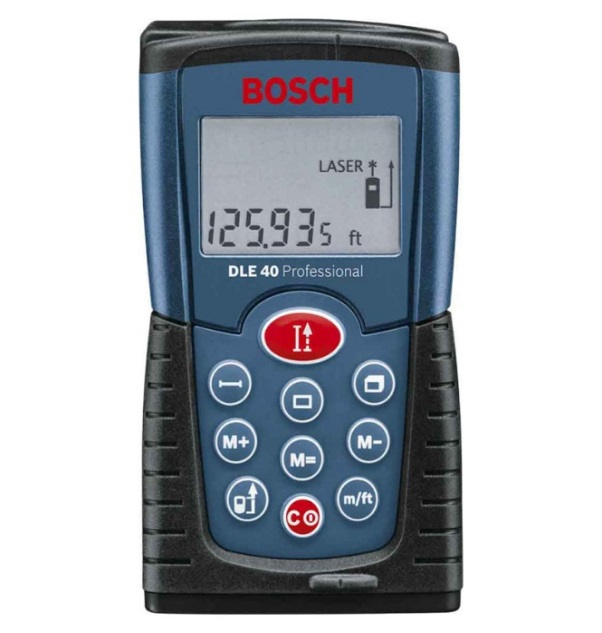 BOSCH
LASER
125.935 ft
DLE 40 Professional
M+
M-
M=
m/ft
C